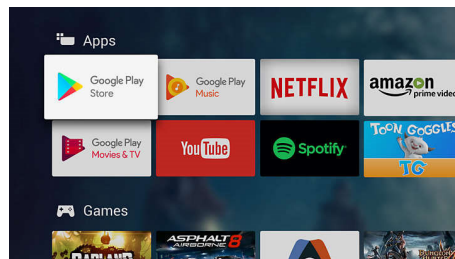 Apps
Google Play
Store
Google Play
Music
NETFLIX
amazon
prime video
Google Play
Movies & TV
YouTube
Spotify
TOON GOGGLES
TG
Games
BADLAND
ASPHALT 8
AIRBORNE